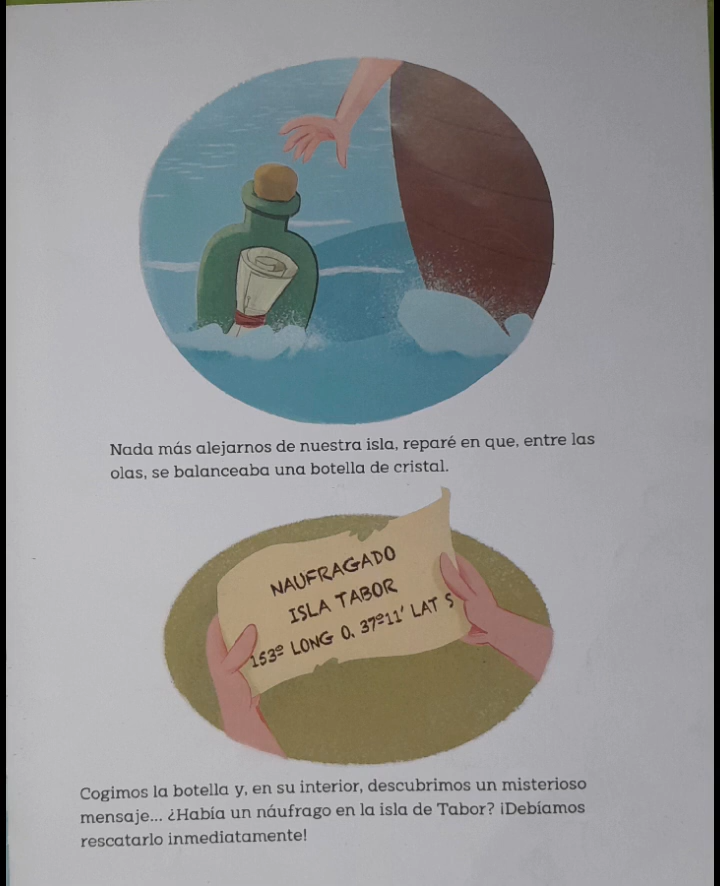 Nada más alejarnos de nuestra isla, reparé en que, entre las
olas, se balanceaba una botella de cristal.
NAUFRAGADO
ISLA TABOR
153º LONG O. 37º11' LAT S
Cogimos la botella y, en su interior, descubrimos un misterioso
mensaje... ¿Había un náufrago en la isla de Tabor? ¡Debíamos
rescatarlo inmediatamente!